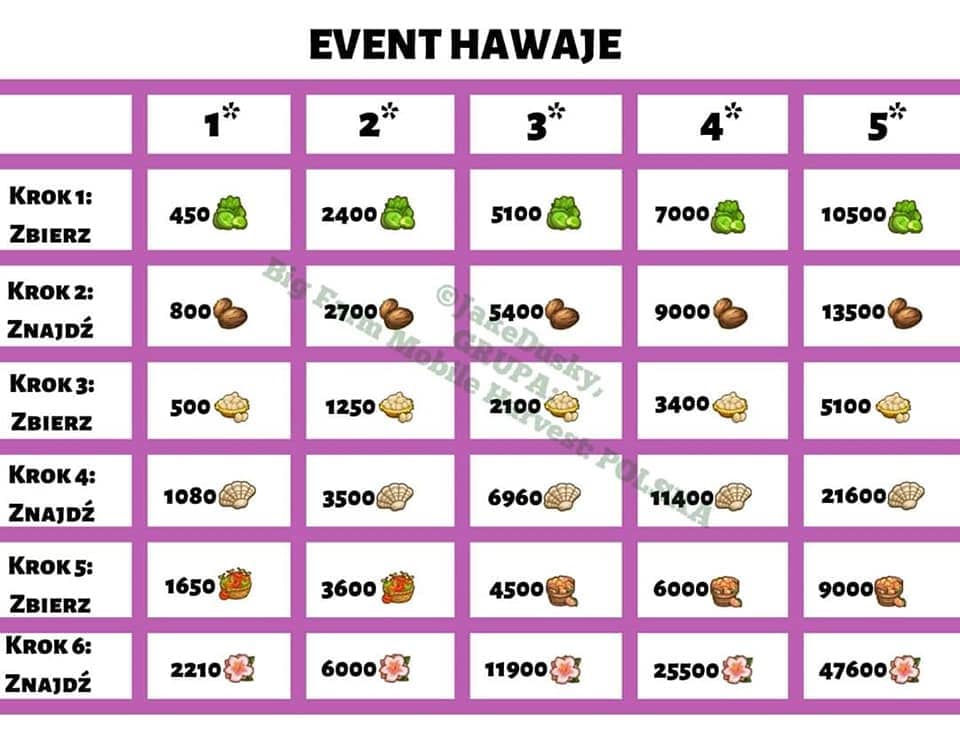 EVENT HAWAJE
1* 2* 3* 4* 5*
Krok 1:
Zbierz
450 2400 5100 7000 10500
Krok 2:
Znajdź
800 2700 5400 9000 13500
Krok 3:
Zbierz
500 1250 2100 3400 5100
Krok 4:
Znajdź
1080 3500 6960 11400 21600
Krok 5:
Zbierz
1650 3600 4500 6000 9000
Krok 6:
Znajdź
2210 6000 11900 25500 47600
©JakeDusky,
GRUPA:
Big Farm Mobile Harvest POLSKA